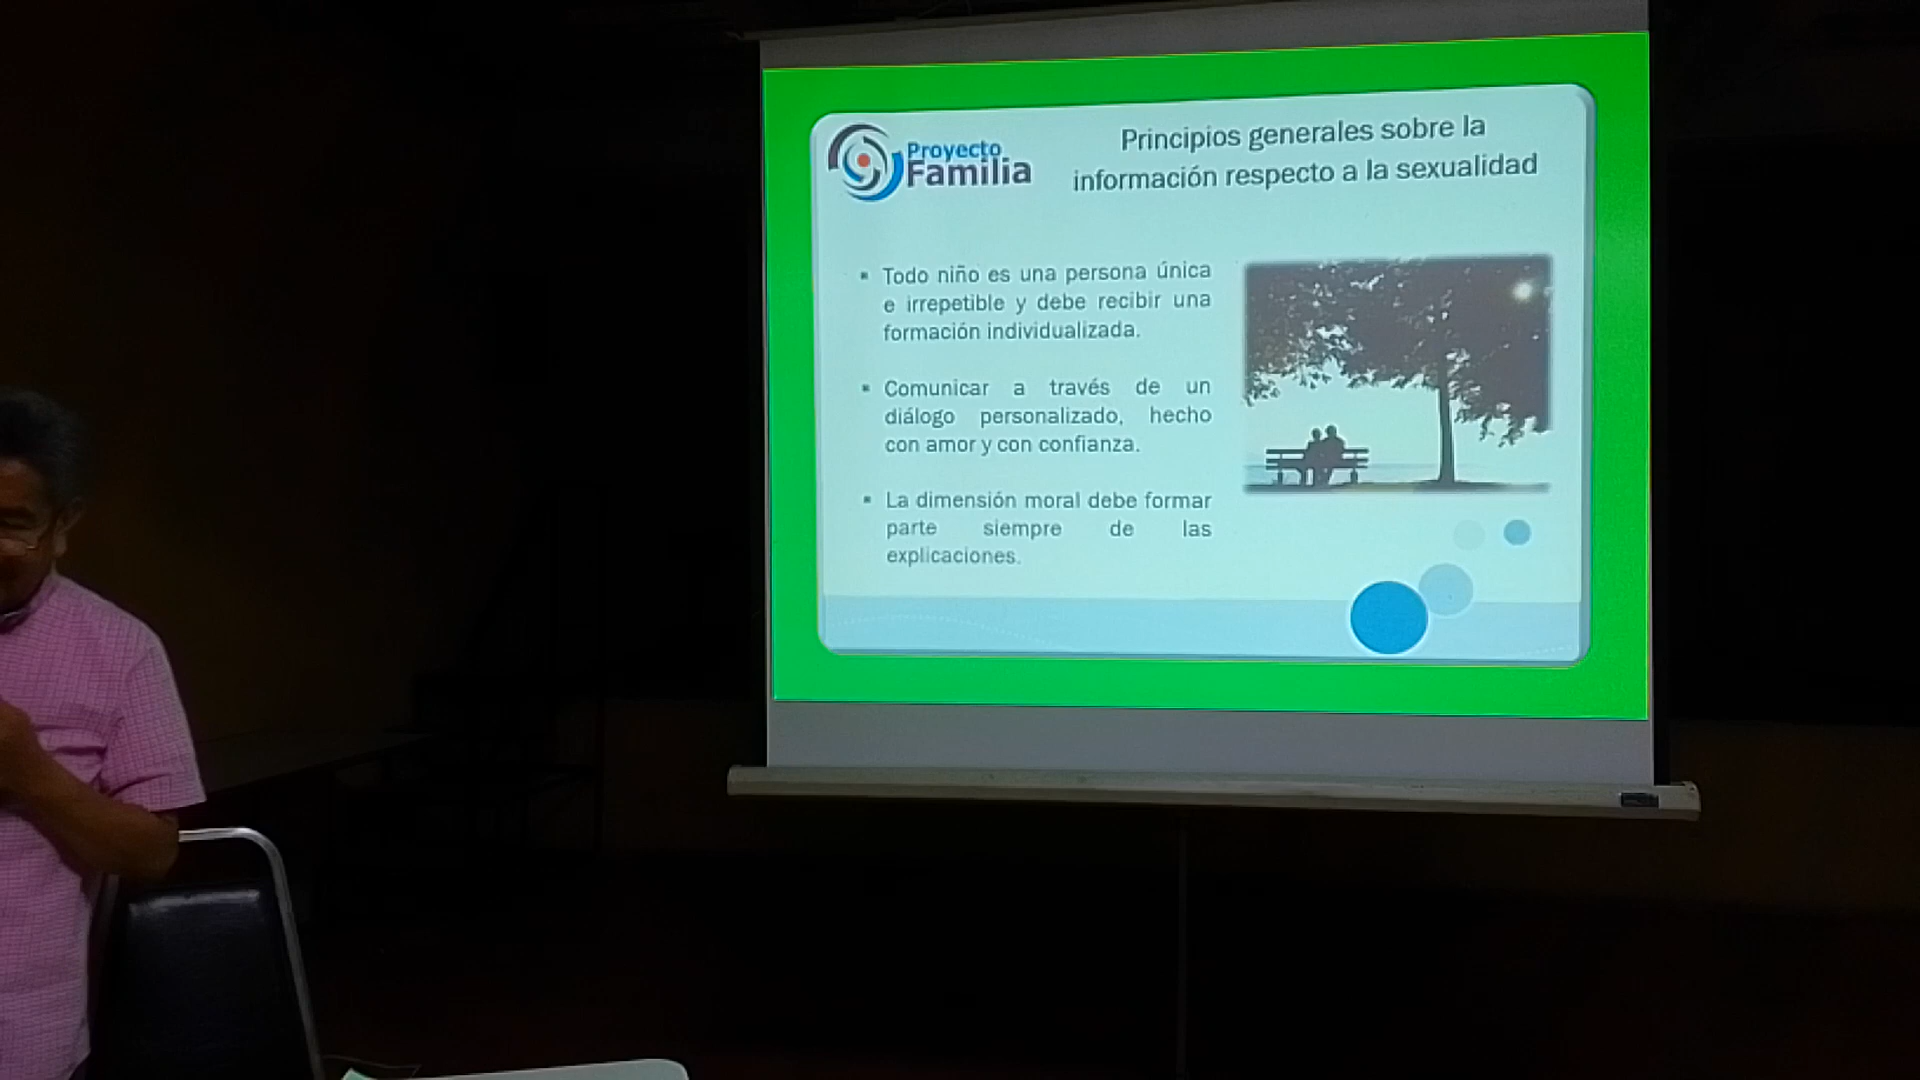 Proyecto
Familia
Principios generales sobre la
información respecto a la sexualidad
▪ Todo niño es una persona única
e irrepetible y debe recibir una
formación individualizada.
▪ Comunicar a través de un
diálogo personalizado, hecho
con amor y con confianza.
▪ La dimensión moral debe formar
parte siempre de las
explicaciones.